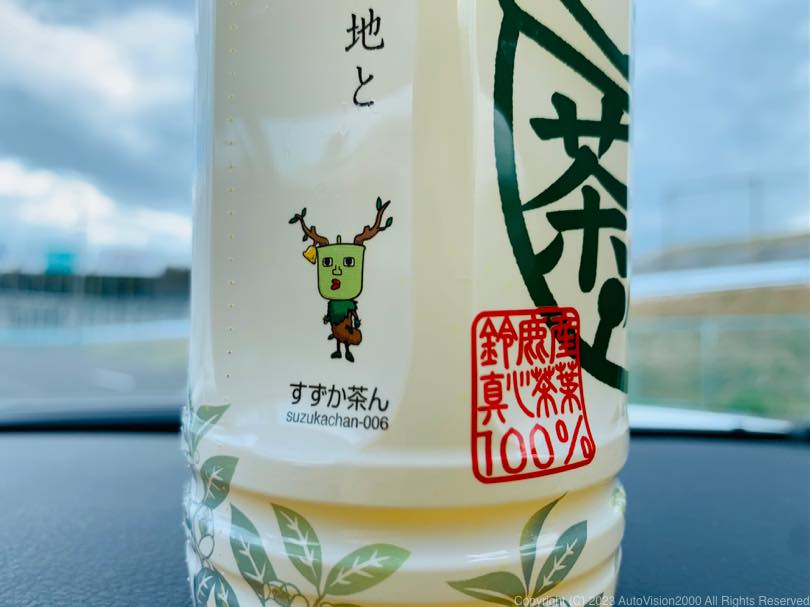 地と
茶
すずか茶ん
suzukachan-006
鈴鹿産
真心茶葉
100%
Copyright (C) 2023 AutoVision2000 All Rights Reserved